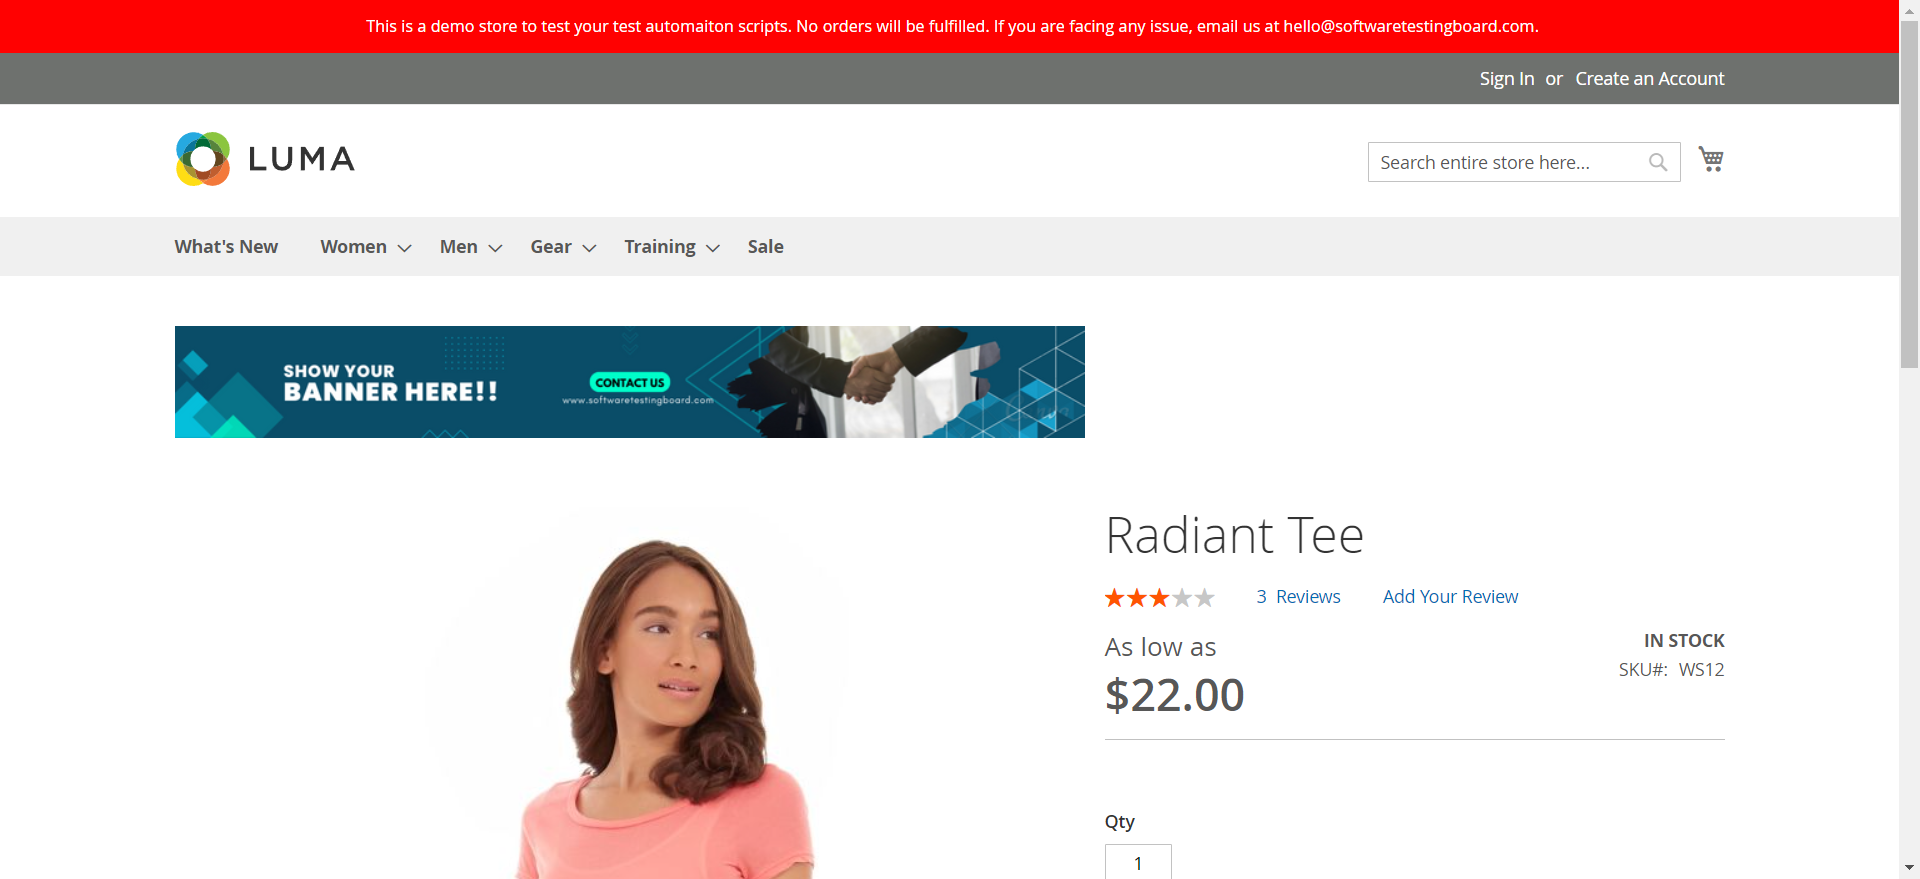 This is a demo store to test your test automaiton scripts. No orders will be fulfilled. If you are facing any issue, email us at hello@softwaretestingboard.com.
Sign In or Create an Account
LUMA
Search entire store here...
What's New Women Men Gear Training Sale
SHOW YOUR
BANNER HERE!!
CONTACT US
www.softwaretestingboard.com
Radiant Tee
3 Reviews Add Your Review
As low as
$22.00
IN STOCK
SKU#: WS12
Qty
1